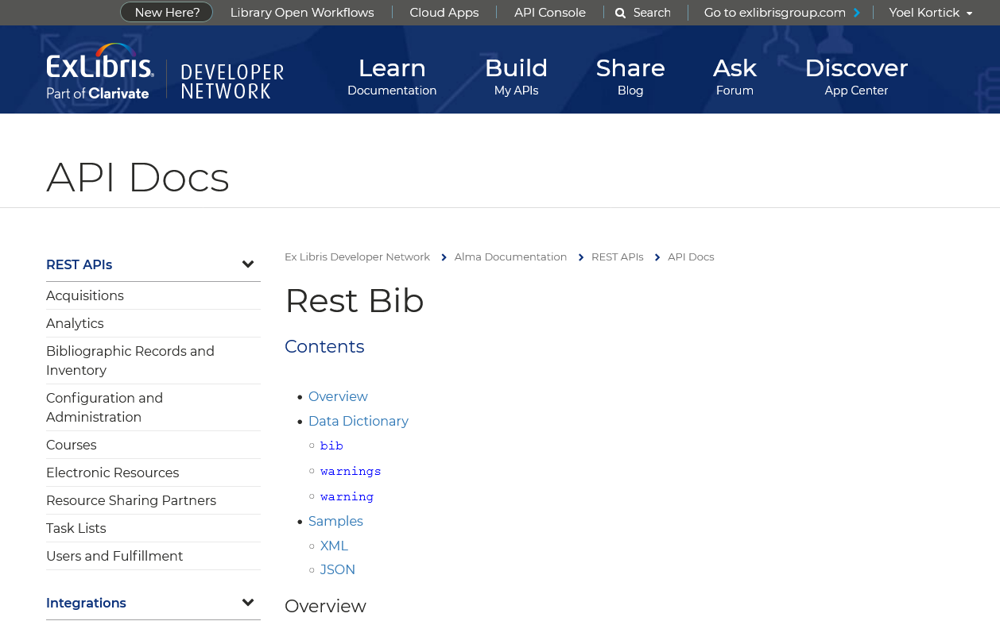 New Here? Library Open Workflows Cloud Apps API Console Search Go to exlibrisgroup.com Yoel Kortick
ExLibris
Part of Clarivate
DEVELOPER
NETWORK
Learn
Documentation
Build
My APIs
Share
Blog
Ask
Forum
Discover
App Center
API Docs
REST APIs
Acquisitions
Analytics
Bibliographic Records and
Inventory
Configuration and
Administration
Courses
Electronic Resources
Resource Sharing Partners
Task Lists
Users and Fulfillment
Integrations
Ex Libris Developer Network Alma Documentation REST APIs API Docs
Rest Bib
Contents
Overview
Data Dictionary
bib
warnings
warning
Samples
XML
JSON
Overview